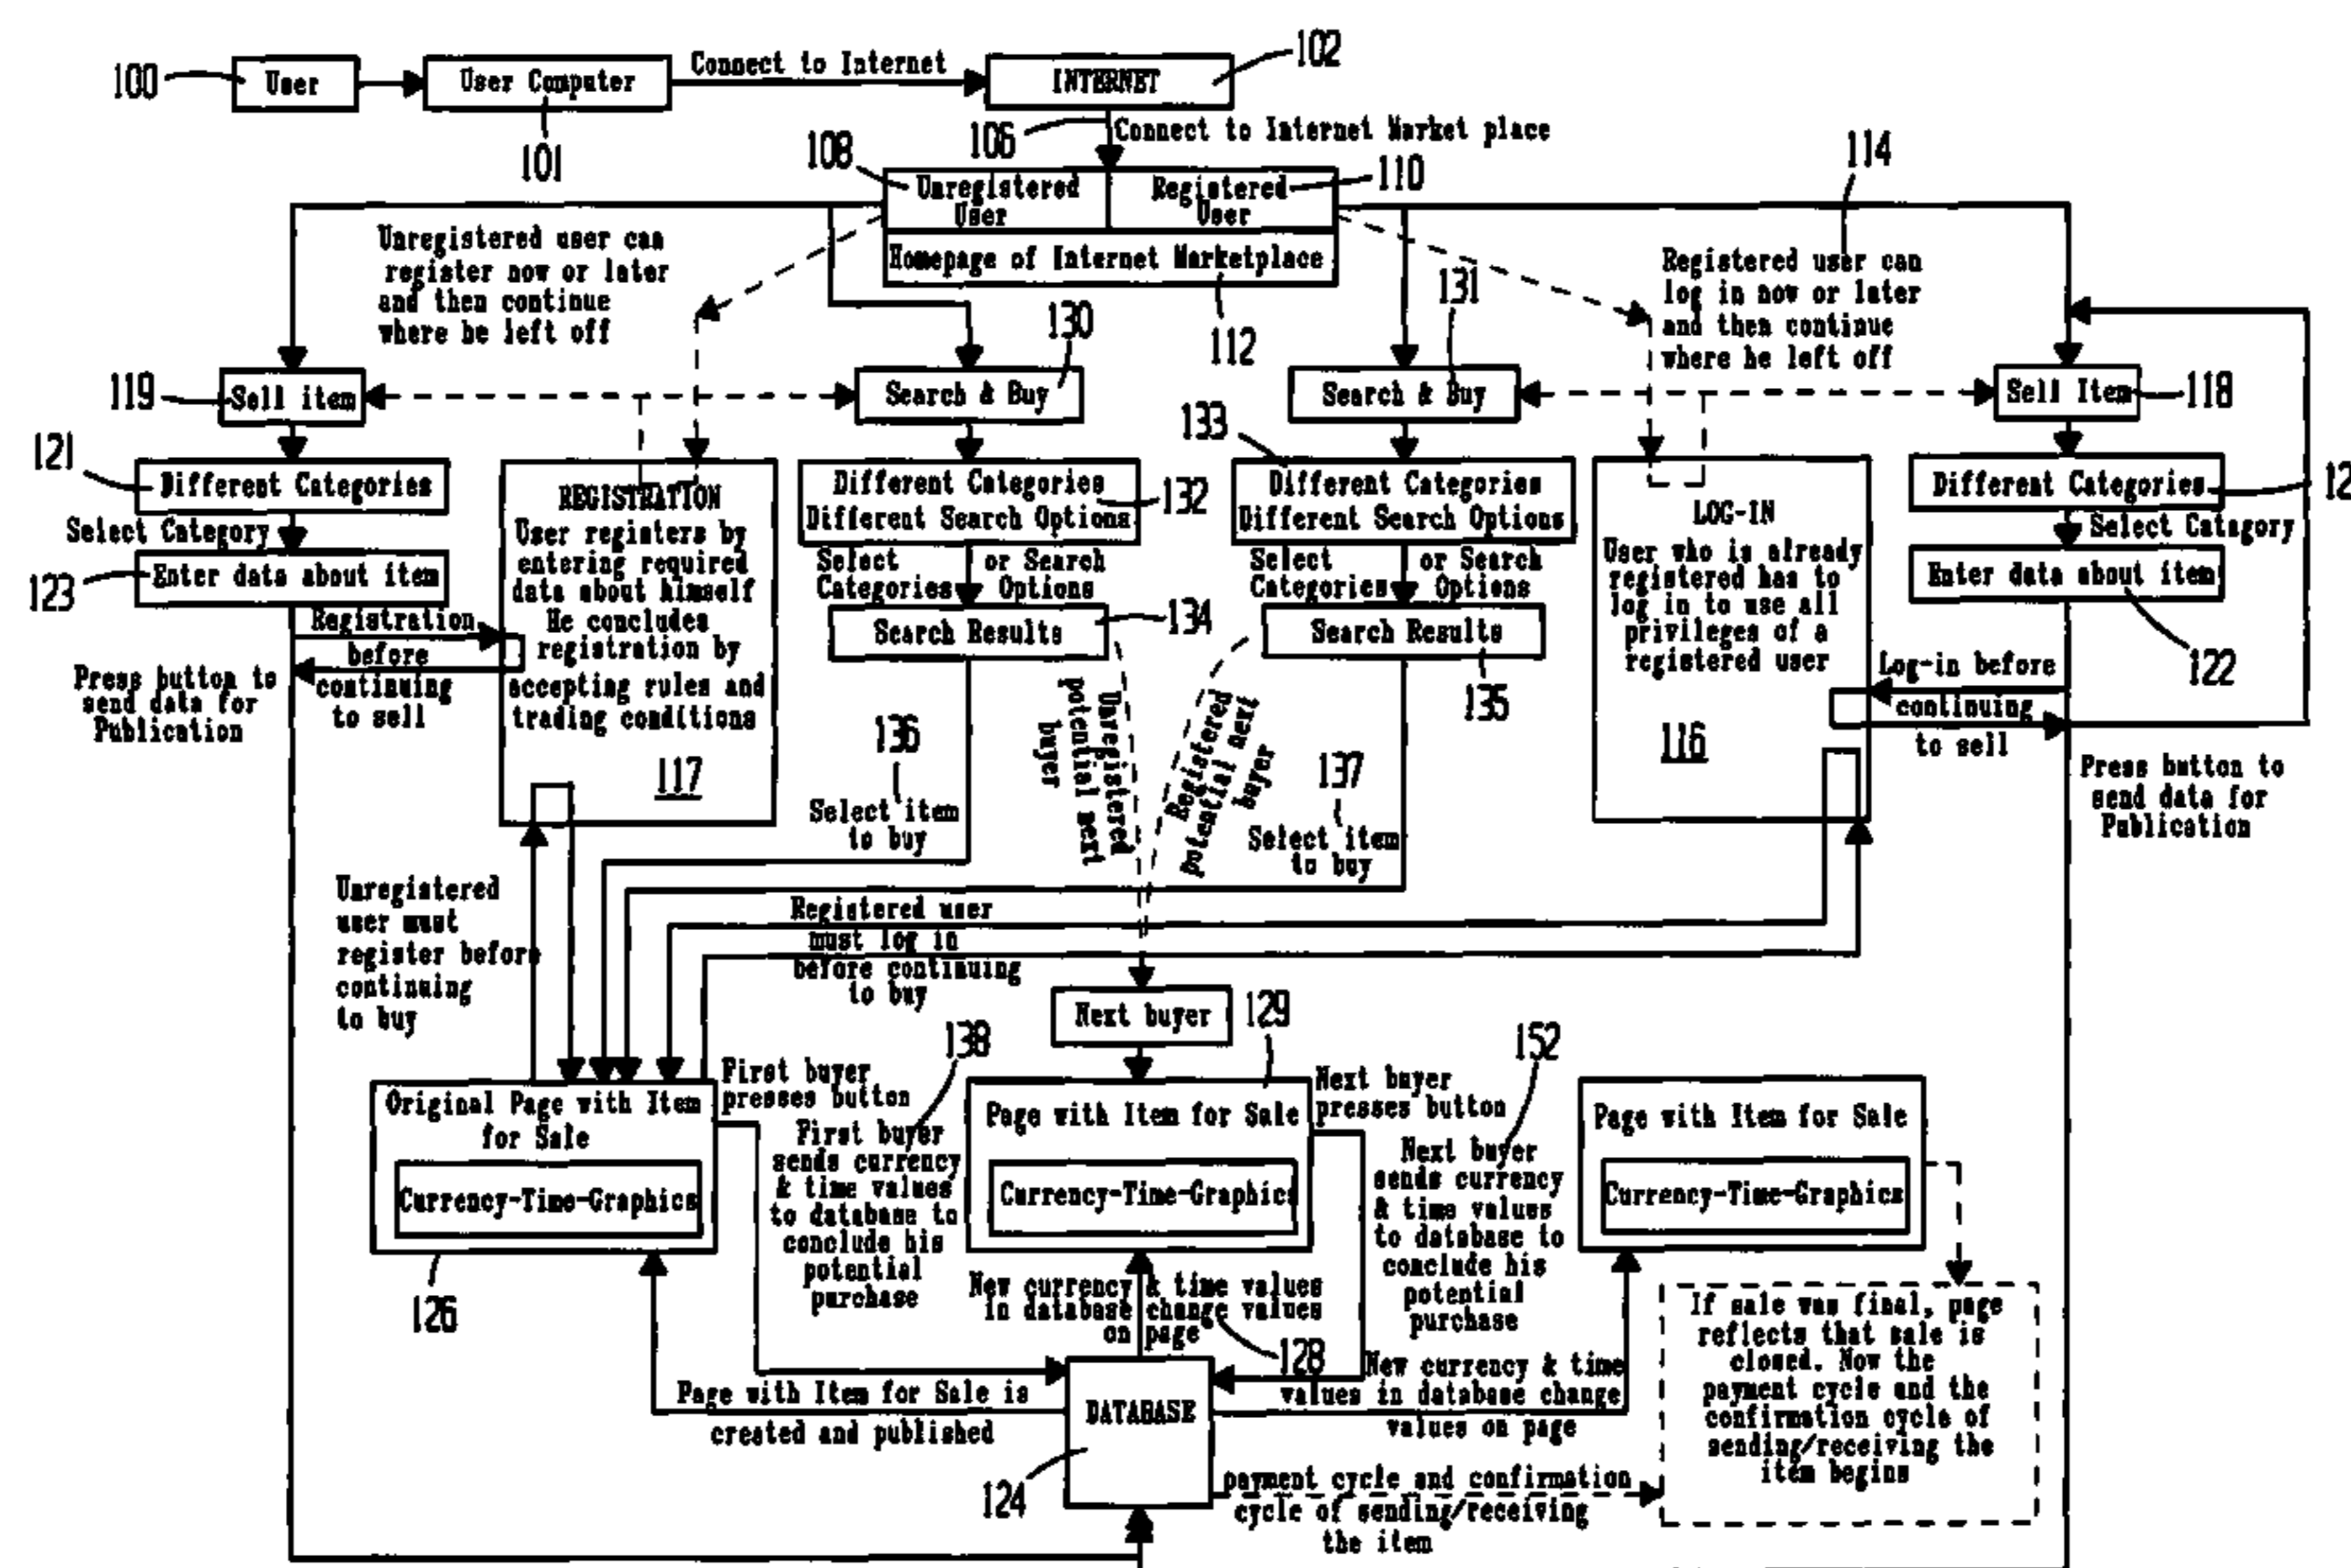 100
User
User Computer
101
Connect to Internet
INTERNET
102
106
Connect to Internet Market place
108
Unregistered
User
Registered
User
110
Homepage of Internet Marketplace
112
114
Unregistered user can
register now or later
and then continue
where he left off
Registered user can
log in now or later
and then continue
where he left off
119
Sell item
130
Search & Buy
131
Search & Buy
Sell Item
118
121
Different Categories
Select Category
123
Enter data about item
Registration
before
continuing
to sell
Press button to
send data for
Publication
REGISTRATION
User registers by
entering required
data about himself
He concludes
registration by
accepting rules and
trading conditions
117
Different Categories
Different Search Options
132
Select
Categories
or Search
Options
Search Results
134
136
Select item
to buy
Unregistered
potential next
buyer
133
Different Categories
Different Search Options
Select
Categories
or Search
Options
Search Results
135
Registered
potential next
buyer
137
Select item
to buy
LOG-IN
User who is already
registered has to
log in to use all
privileges of a
registered user
116
Different Categories
12
Select Catagory
Enter data about item
122
Log-in before
continuing
to sell
Press button to
send data for
Publication
Unregistered
user must
register before
continuing
to buy
Registered user
must log in
before continuing
to buy
Next buyer
Original Page with Item
for Sale
Currency-Time-Graphics
126
First buyer
presses button
138
First buyer
sends currency
& time values
to database to
conclude his
potential
purchase
129
Page with Item for Sale
Currency-Time-Graphics
Next buyer
presses button
152
Next buyer
sends currency
& time values
to database to
conclude his
potential
purchase
Page with Item for Sale
Currency-Time-Graphics
New currency & time values
in database change values
on page
128
Page with Item for Sale is
created and published
DATABASE
124
New currency & time
values in database change
values on page
payment cycle and confirmation
cycle of sending/receiving
the item
If sale was final, page
reflects that sale is
closed. Now the
payment cycle and the
confirmation cycle of
sending/receiving the
item begins